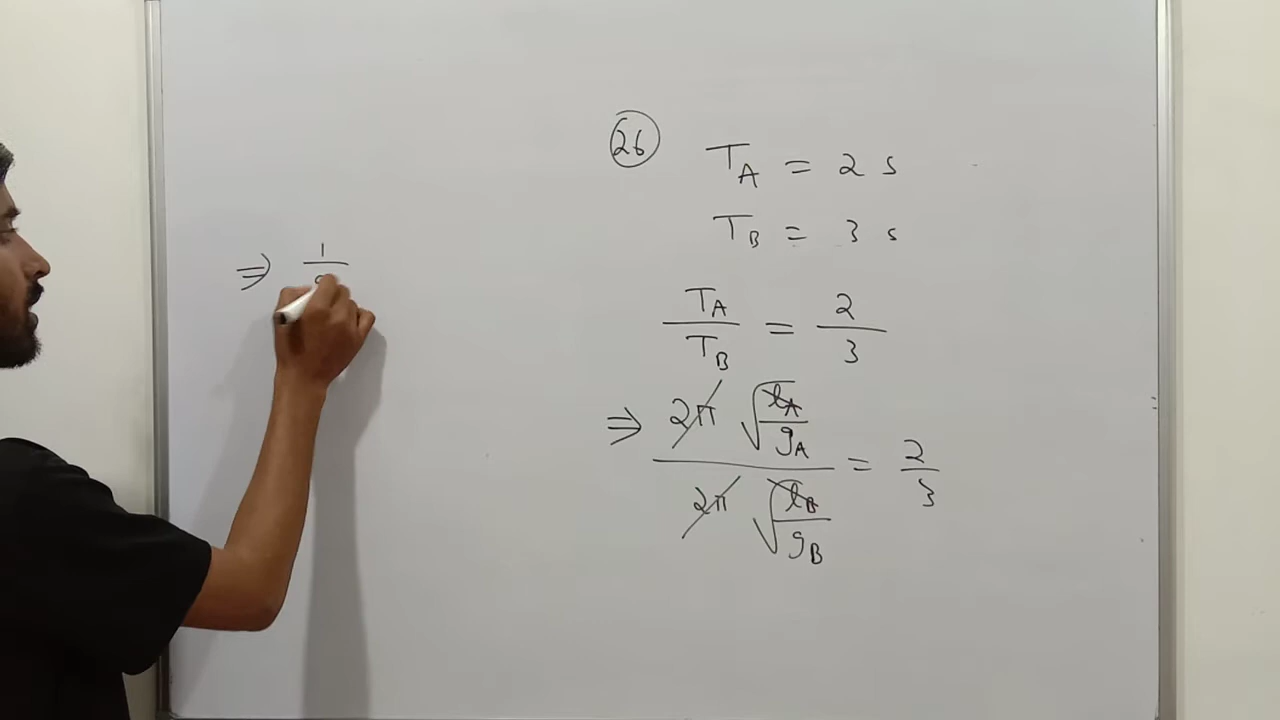 (26) T_A = 2 s
T_B = 3 s
T_A / T_B = 2 / 3
⇒ 2π √(l_A / g_A) / 2π √(l_B / g_B) = 2 / 3
⇒ 1